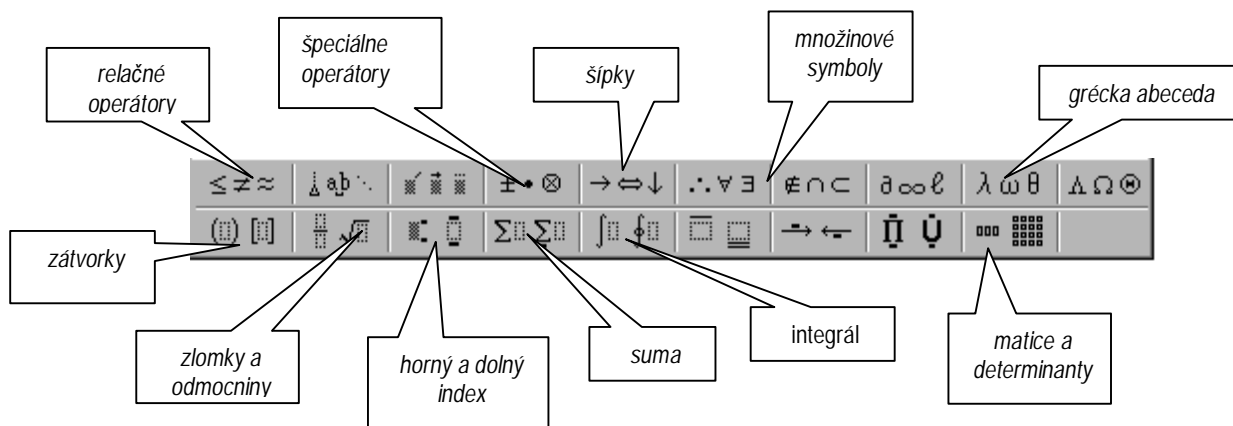 relačné
operátory
špeciálne
operátory
šípky
množinové
symboly
grécka abeceda
≤ ≠ ≈ ab ∙ ± • ⊗ → ⇔ ↓ ∴ ∀ ∃ ∉ ∩ ⊂ ∂ ∞ ℓ λ ω θ Λ Ω Θ
(⬚) [⬚] √⬚ Σ⬚ Σ⬚ ∫⬚ ∮⬚ → ← Π Ụ
zátvorky
zlomky a
odmocniny
horný a dolný
index
suma
integrál
matice a
determinanty